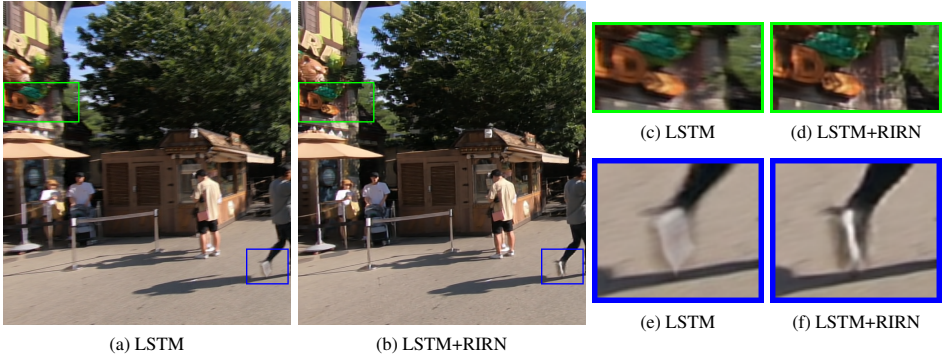 (c) LSTM
(d) LSTM+RIRN
(a) LSTM
(b) LSTM+RIRN
(e) LSTM
(f) LSTM+RIRN